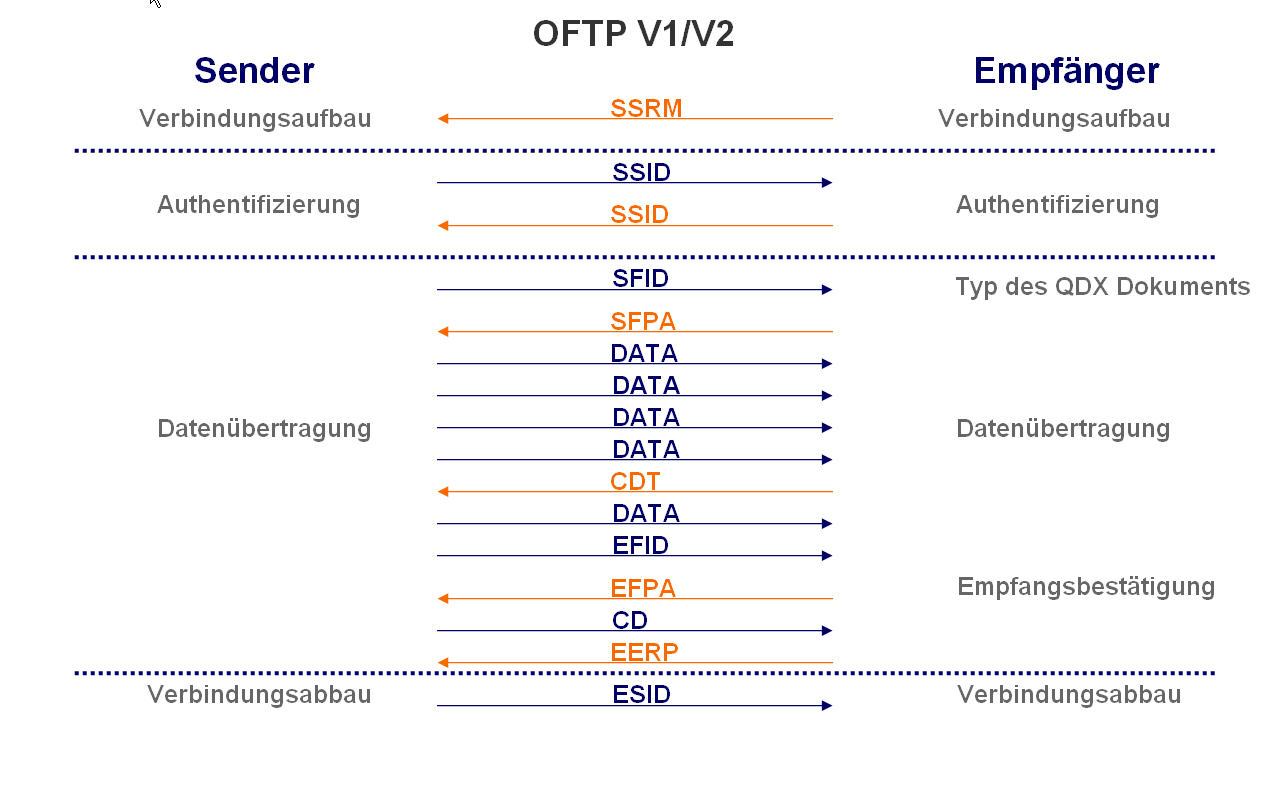 OFTP V1/V2
Sender
Empfänger
Verbindungsaufbau
SSRM
Verbindungsaufbau
SSID
Authentifizierung
Authentifizierung
SSID
SFID
Typ des QDX Dokuments
SFPA
DATA
DATA
DATA
Datenübertragung
Datenübertragung
DATA
CDT
DATA
EFID
EFPA
Empfangsbestätigung
CD
EERP
Verbindungsabbau
ESID
Verbindungsabbau